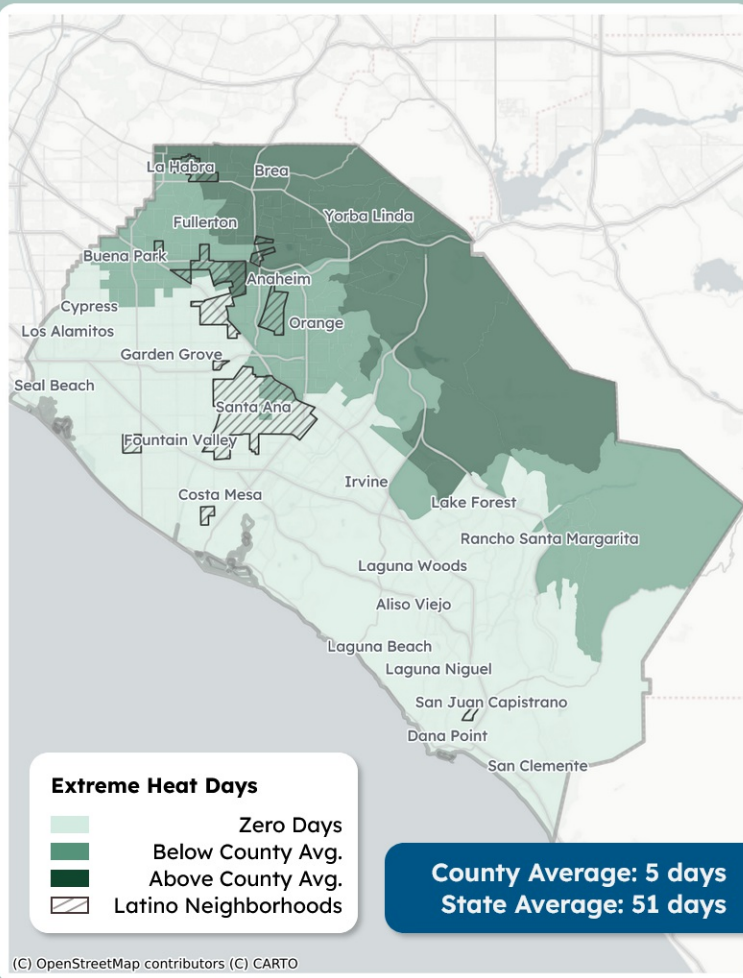 La Habra
Brea
Yorba Linda
Fullerton
Buena Park
Anaheim
Cypress
Orange
Los Alamitos
Garden Grove
Seal Beach
Santa Ana
Fountain Valley
Irvine
Costa Mesa
Lake Forest
Rancho Santa Margarita
Laguna Woods
Aliso Viejo
Laguna Beach
Laguna Niguel
San Juan Capistrano
Dana Point
San Clemente
Extreme Heat Days
Zero Days
Below County Avg.
Above County Avg.
Latino Neighborhoods
County Average: 5 days
State Average: 51 days
(C) OpenStreetMap contributors (C) CARTO